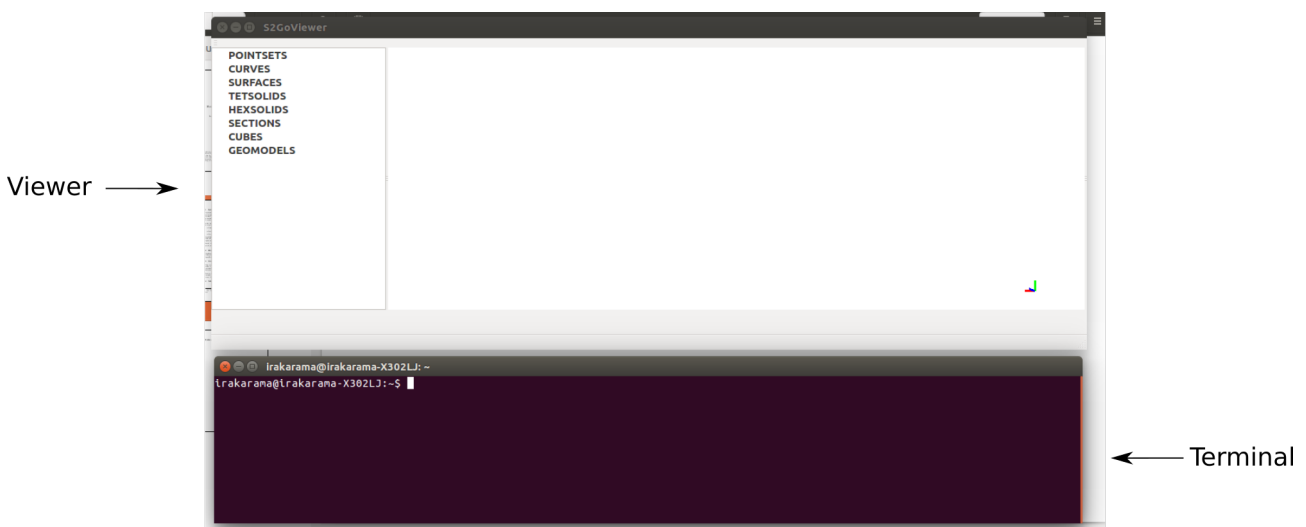 S2GoViewer
POINTSETS
CURVES
SURFACES
TETSOLIDS
HEXSOLIDS
SECTIONS
CUBES
GEOMODELS
Viewer
irakarama@irakarama-X302LJ: ~
irakarama@irakarama-X302LJ:~$
Terminal